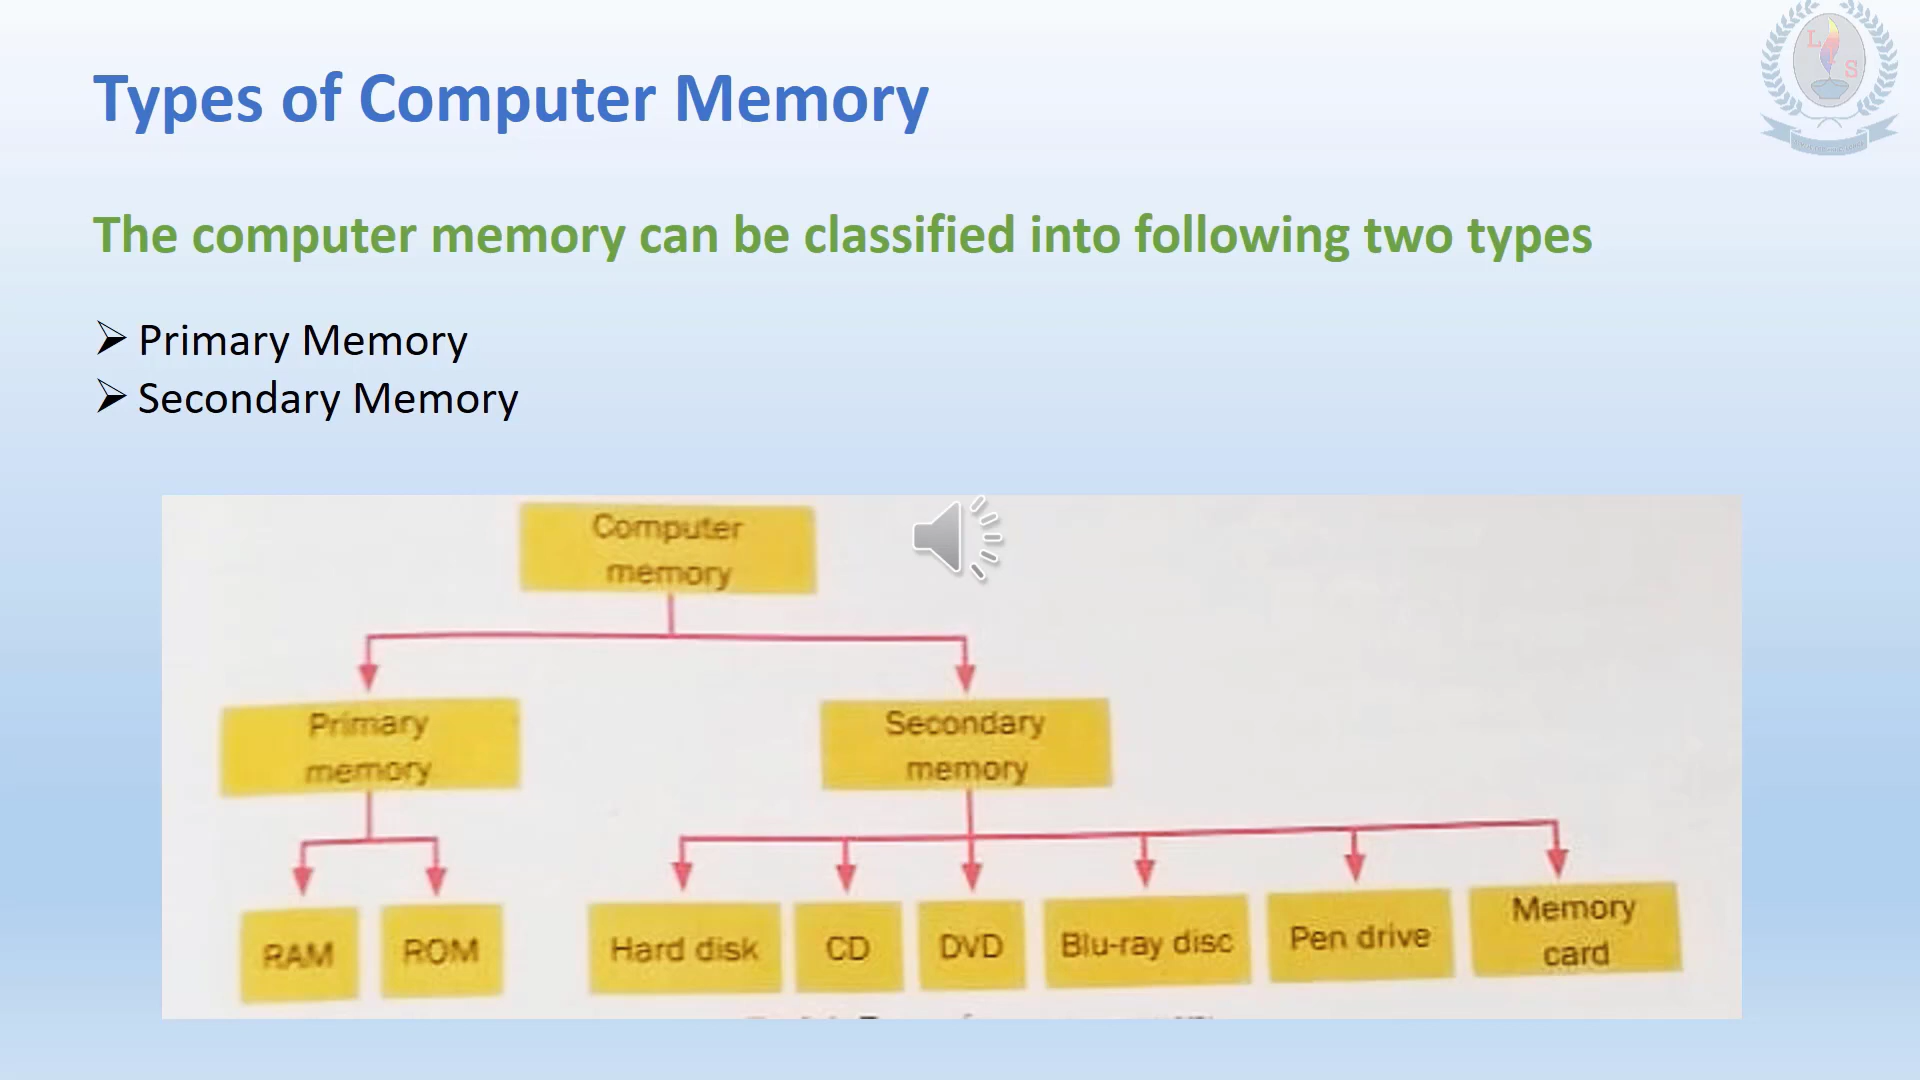 L
S
Types of Computer Memory
The computer memory can be classified into following two types
Primary Memory
Secondary Memory
Computer
memory
Primary
memory
Secondary
memory
RAM
ROM
Hard disk
CD
DVD
Blu-ray disc
Pen drive
Memory
card